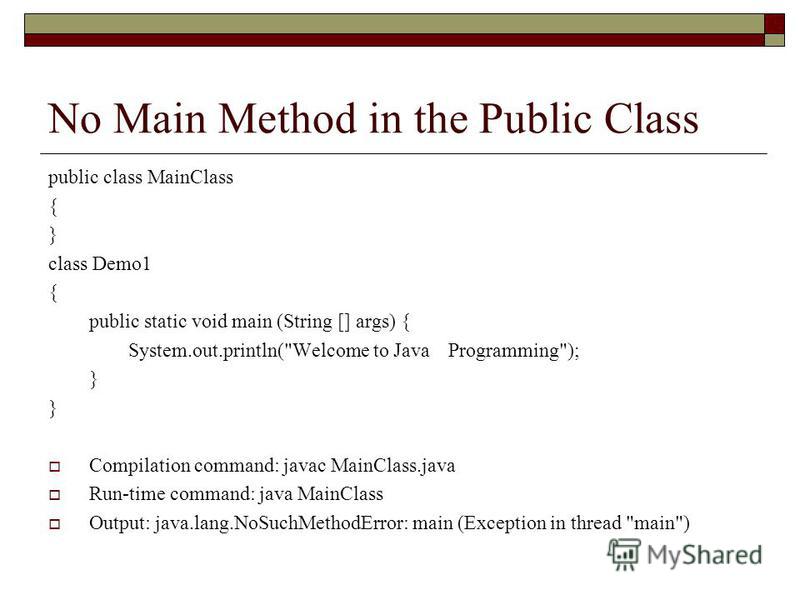 No Main Method in the Public Class
public class MainClass
{
}
class Demo1
{
public static void main (String [] args) {
System.out.println("Welcome to Java Programming");
}
}
Compilation command: javac MainClass.java
Run-time command: java MainClass
Output: java.lang.NoSuchMethodError: main (Exception in thread "main")
MyShared